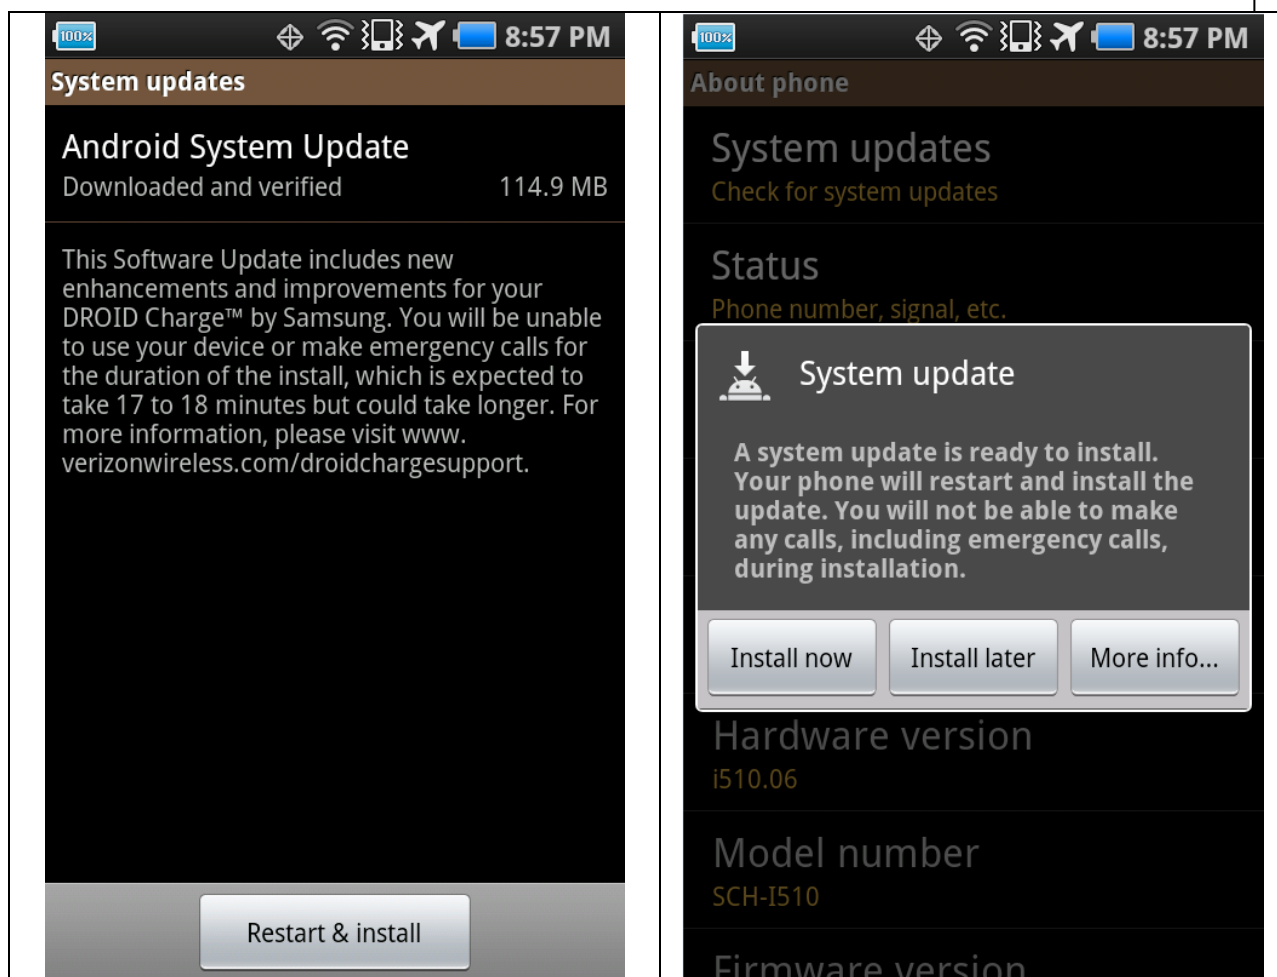 100%
8:57 PM
System updates
Android System Update
Downloaded and verified 114.9 MB
This Software Update includes new
enhancements and improvements for your
DROID Charge™ by Samsung. You will be unable
to use your device or make emergency calls for
the duration of the install, which is expected to
take 17 to 18 minutes but could take longer. For
more information, please visit www.
verizonwireless.com/droidchargesupport.
Restart & install
100%
8:57 PM
About phone
System updates
Check for system updates
Status
Phone number, signal, etc.
System update
A system update is ready to install.
Your phone will restart and install the
update. You will not be able to make
any calls, including emergency calls,
during installation.
Install now Install later More info...
Hardware version
i510.06
Model number
SCH-I510
Firmware version